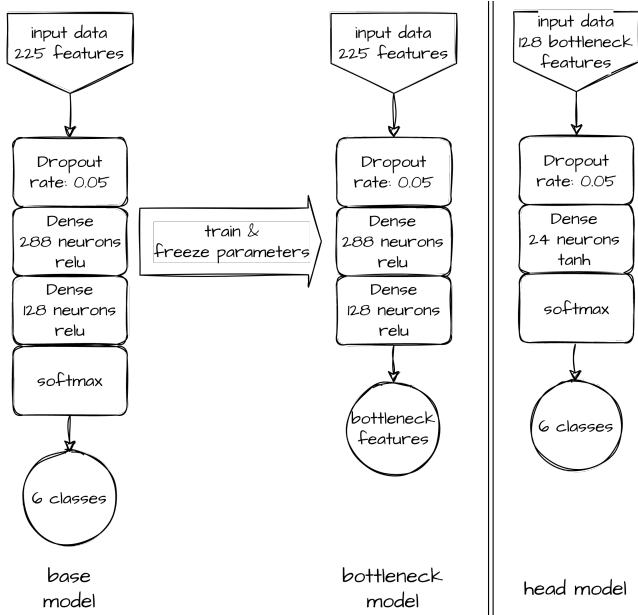 input data
225 features
Dropout
rate: 0.05
Dense
288 neurons
relu
Dense
128 neurons
relu
softmax
6 classes
base
model
train &
freeze parameters
input data
225 features
Dropout
rate: 0.05
Dense
288 neurons
relu
Dense
128 neurons
relu
bottleneck
features
bottleneck
model
input data
128 bottleneck
features
Dropout
rate: 0.05
Dense
24 neurons
tanh
softmax
6 classes
head model